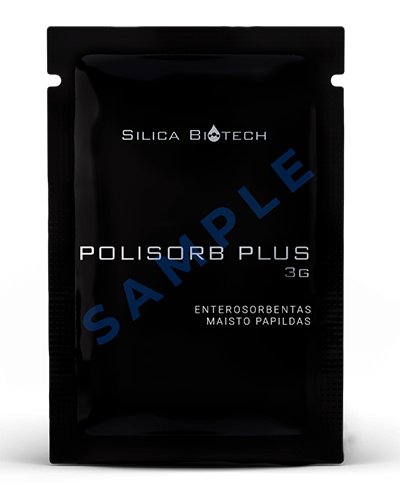 SILICA BIOTECH
SAMPLE
POLISORB PLUS
3G
ENTEROSORBENTAS
MAISTO PAPILDAS